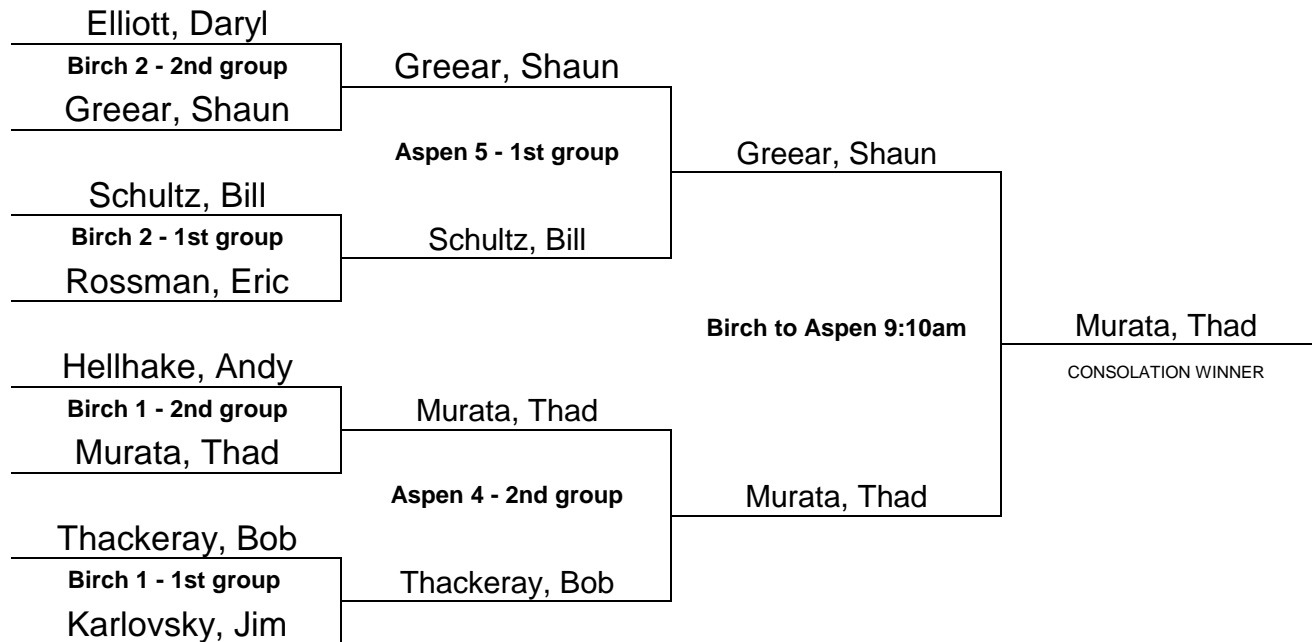 Elliott, Daryl
Birch 2 - 2nd group
Greear, Shaun
Greear, Shaun
Aspen 5 - 1st group
Greear, Shaun
Schultz, Bill
Birch 2 - 1st group
Schultz, Bill
Rossman, Eric
Birch to Aspen 9:10am
Murata, Thad
CONSOLATION WINNER
Hellhake, Andy
Birch 1 - 2nd group
Murata, Thad
Murata, Thad
Aspen 4 - 2nd group
Murata, Thad
Thackeray, Bob
Birch 1 - 1st group
Thackeray, Bob
Karlovsky, Jim